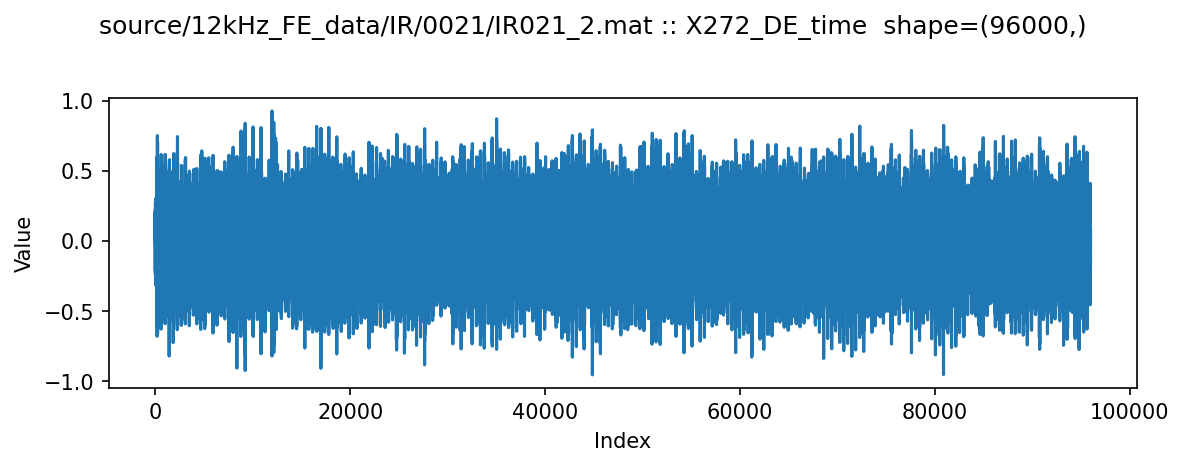 source/12kHz_FE_data/IR/0021/IR021_2.mat :: X272_DE_time  shape=(96000,)
1.0
0.5
0.0
−0.5
−1.0
Value
0 20000 40000 60000 80000 100000
Index